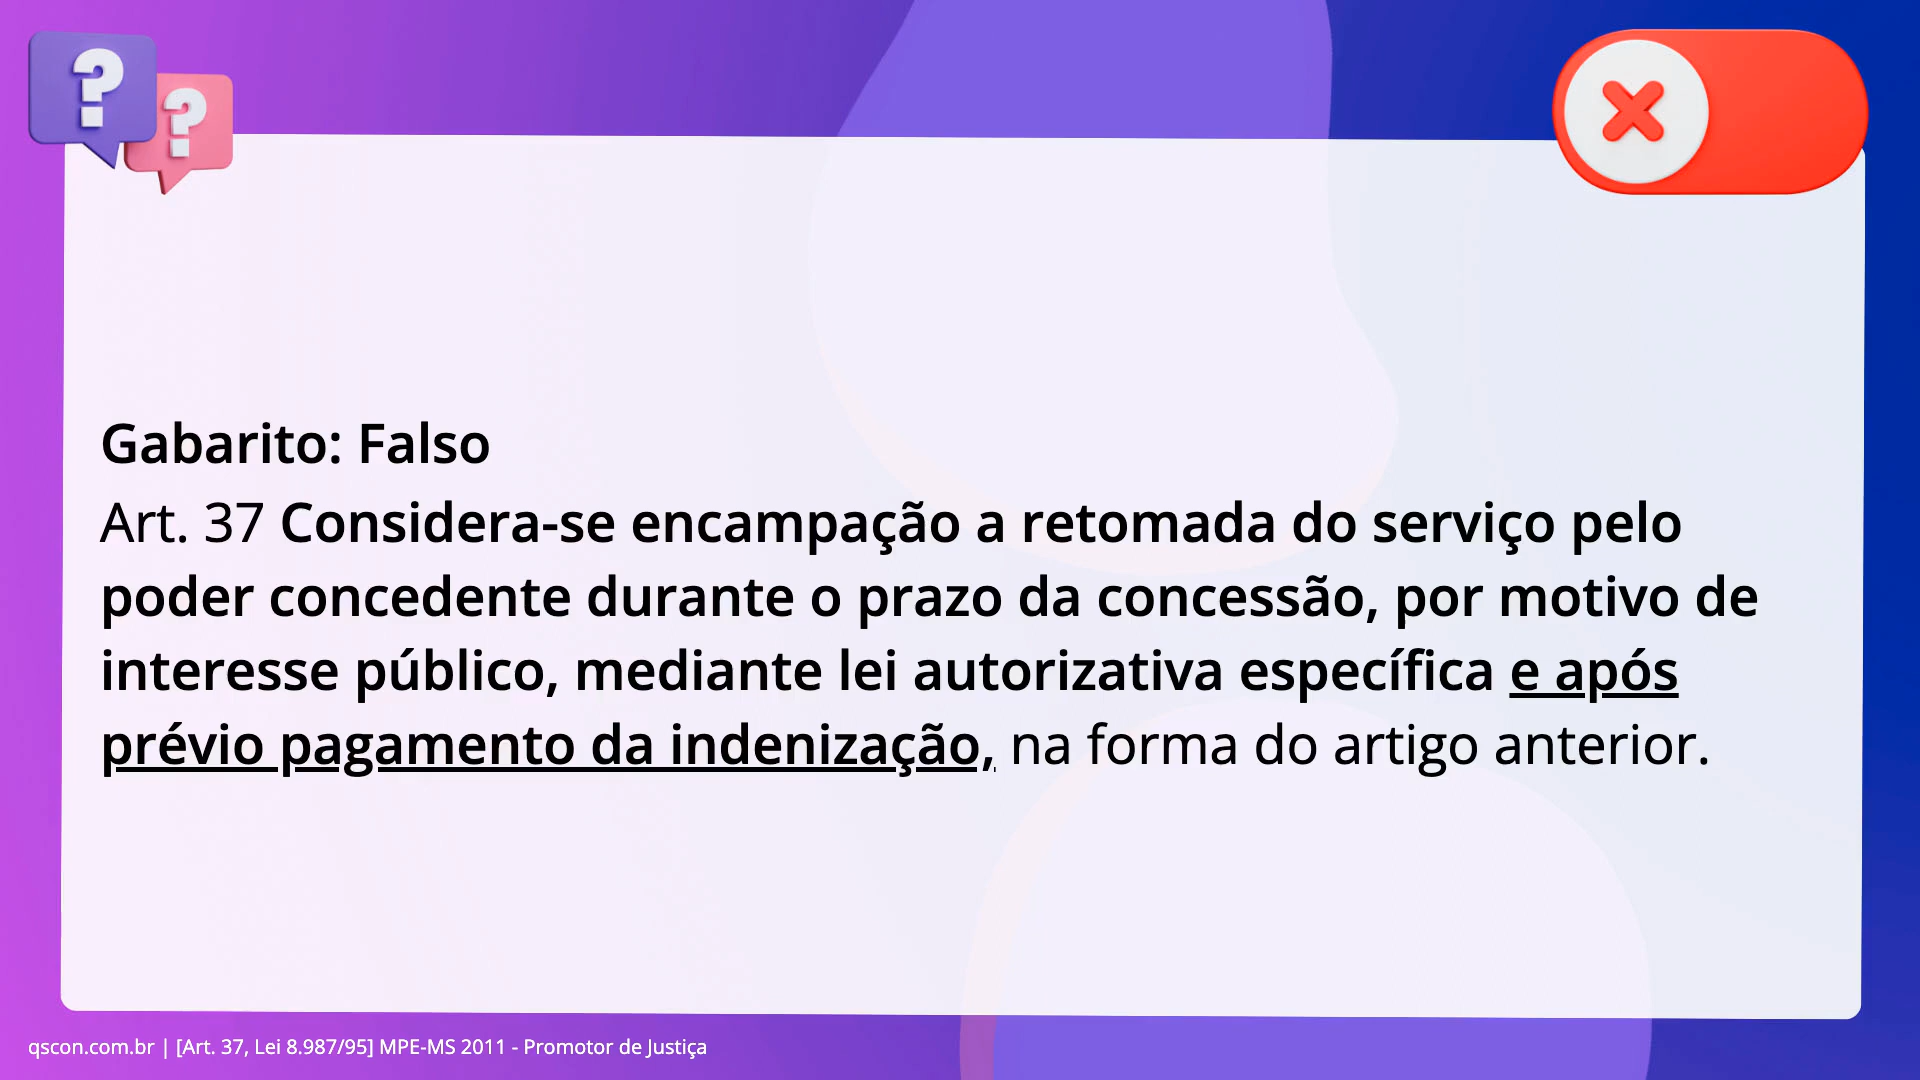 Gabarito: Falso
Art. 37 Considera-se encampação a retomada do serviço pelo
poder concedente durante o prazo da concessão, por motivo de
interesse público, mediante lei autorizativa específica e após
prévio pagamento da indenização, na forma do artigo anterior.
qscon.com.br | [Art. 37, Lei 8.987/95] MPE-MS 2011 - Promotor de Justiça